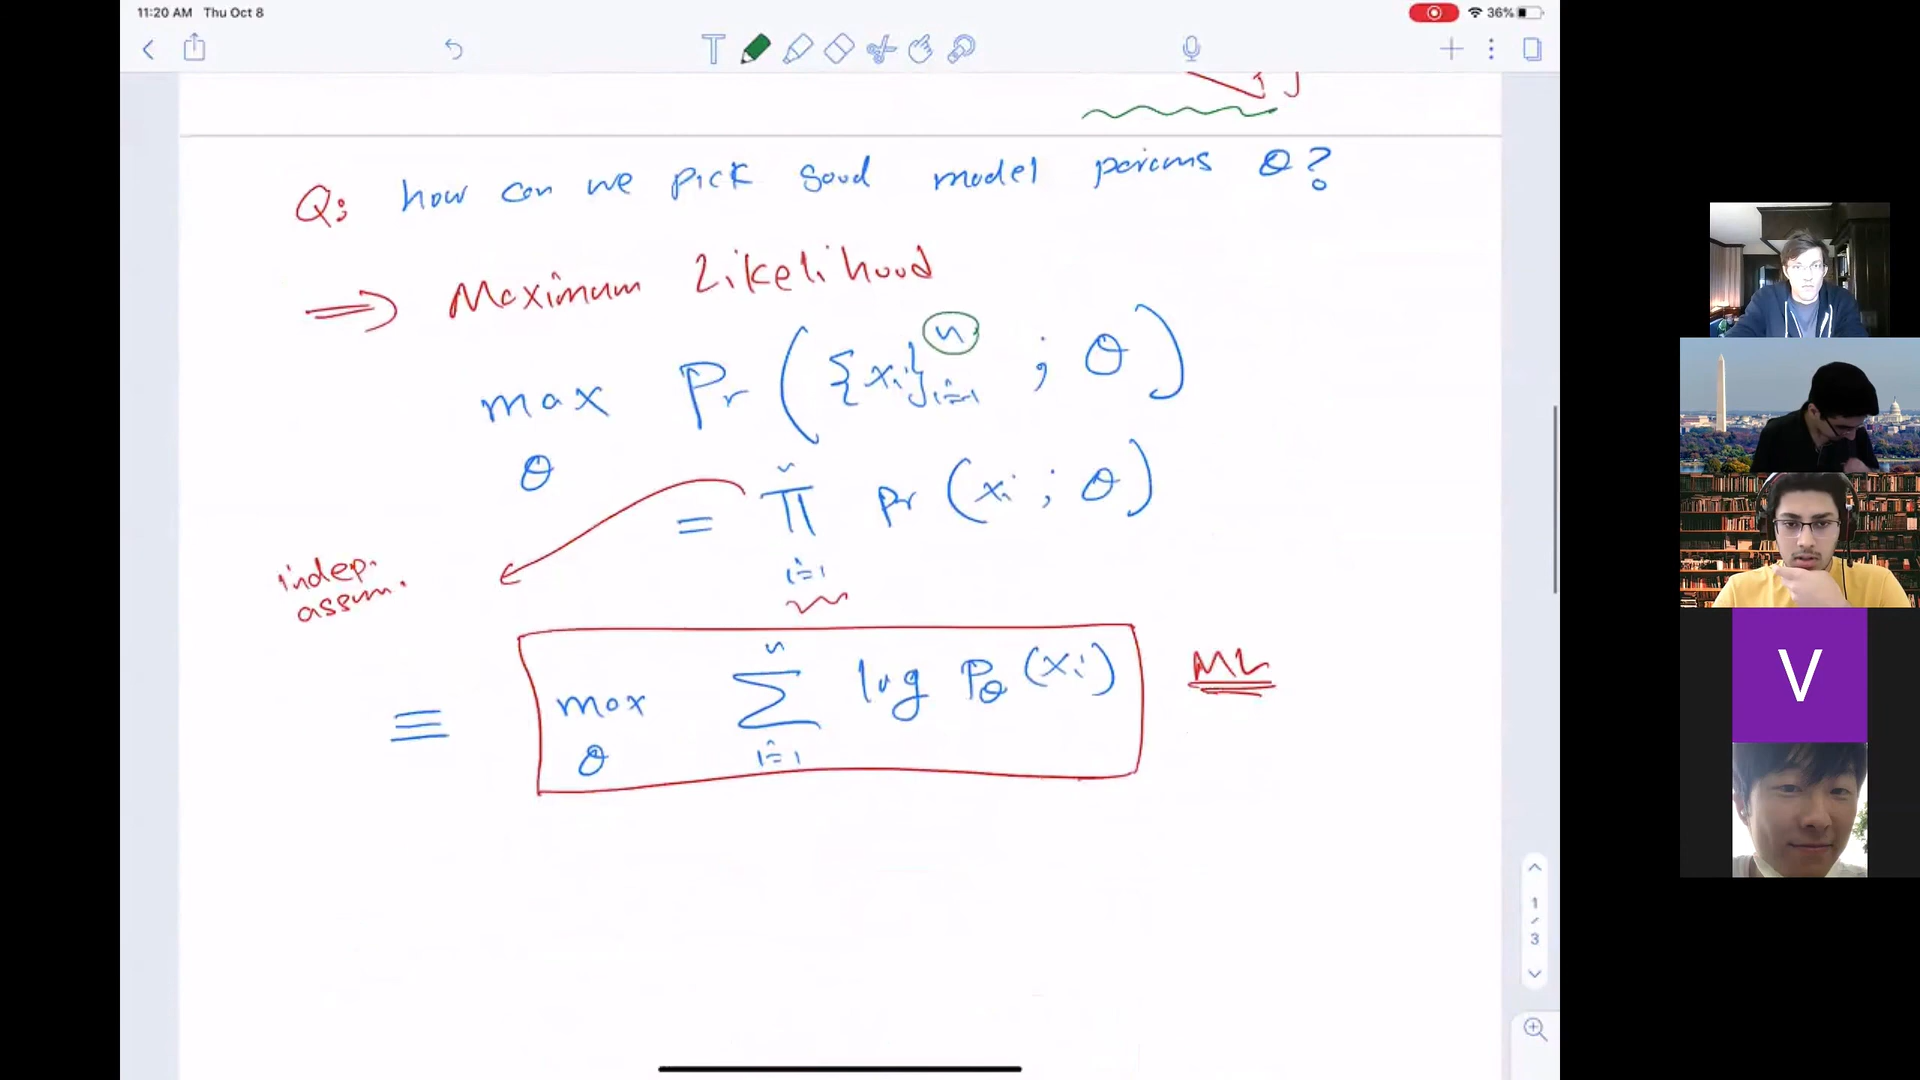 11:20 AM Thu Oct 8
36%
Q: how can we pick good model params θ?
⇒ Maximum Likelihood
max Pr ( {xi}ⁿ i=1 ; θ )
θ
n
= ∏ Pr ( xi ; θ )
i=1
indep.
assum.
n
≡ max ∑ log Pθ (xi) ML
θ i=1
1
/
3
V